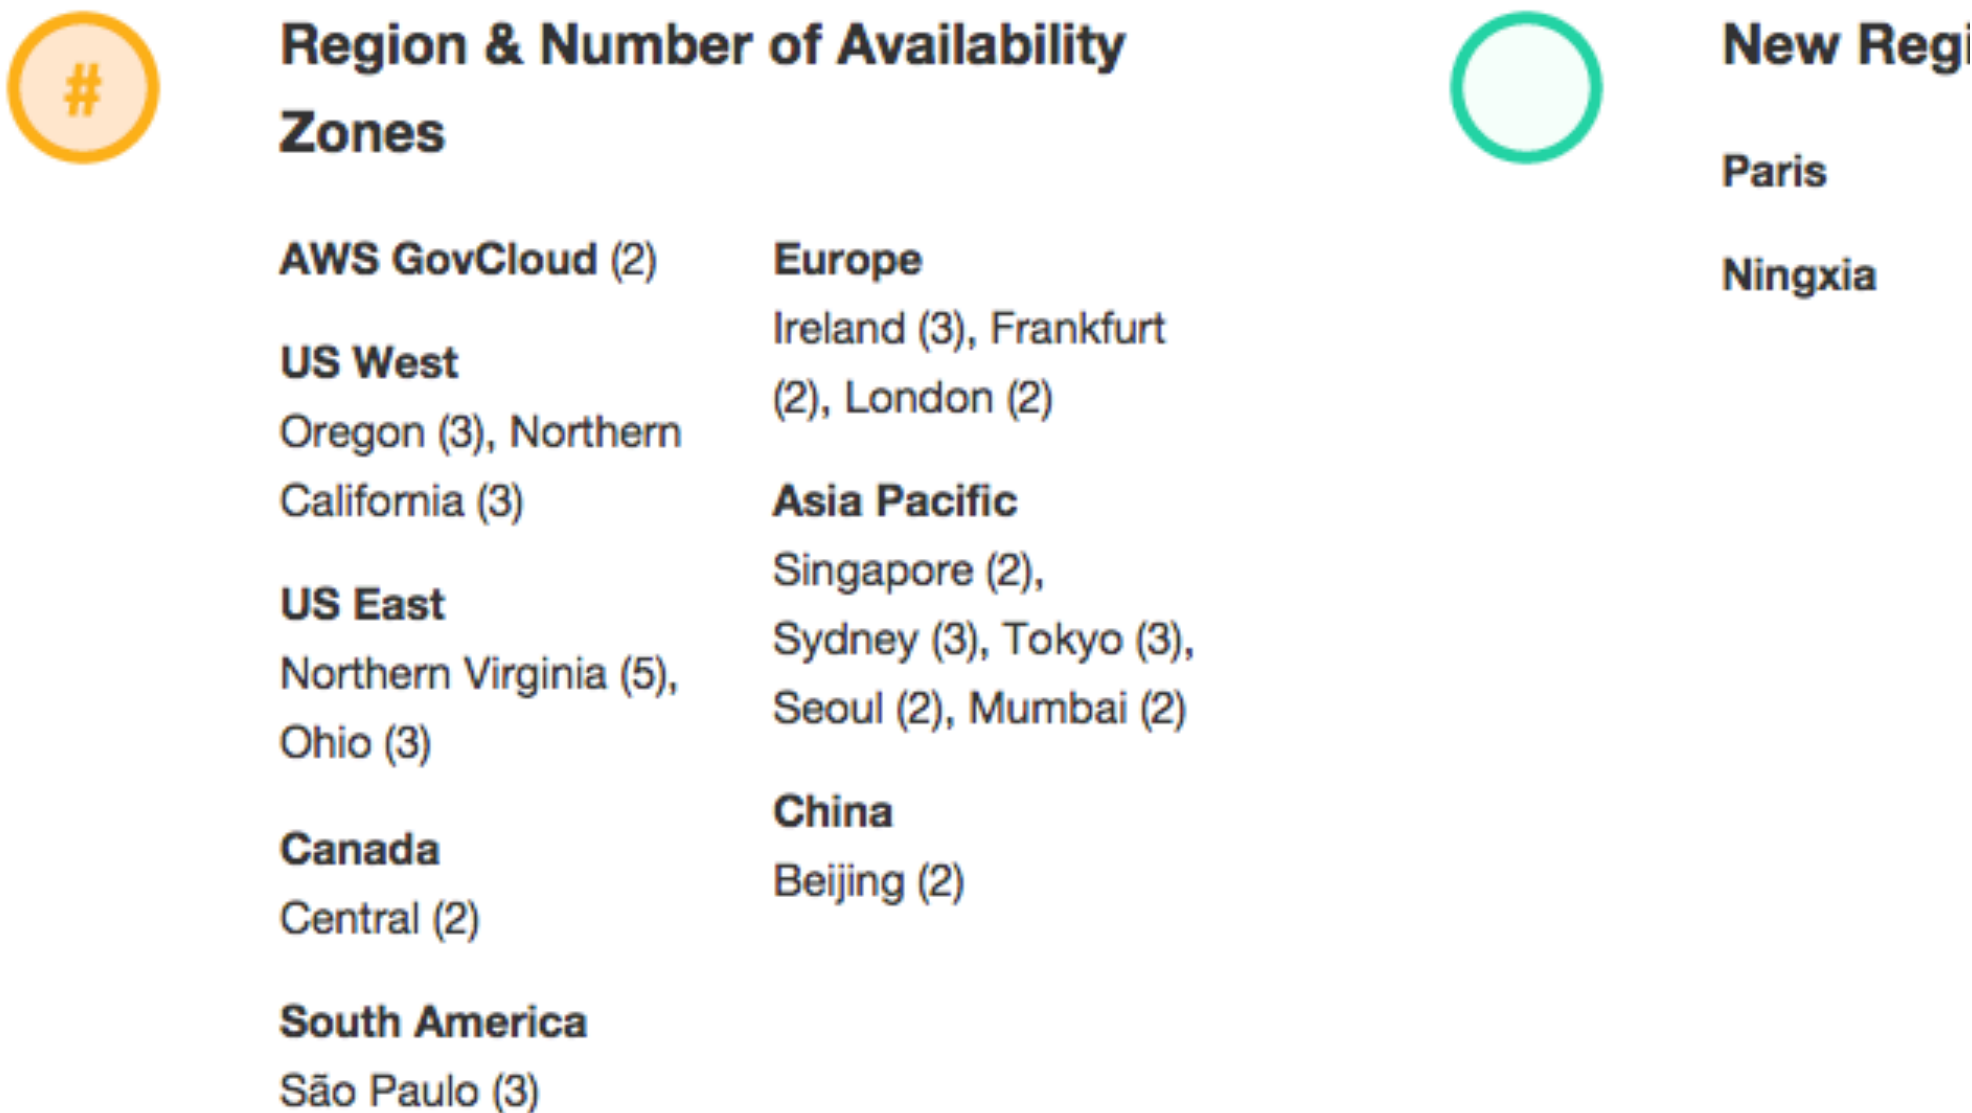 #
Region & Number of Availability
Zones
AWS GovCloud (2)
US West
Oregon (3), Northern
California (3)
US East
Northern Virginia (5),
Ohio (3)
Canada
Central (2)
South America
São Paulo (3)
Europe
Ireland (3), Frankfurt
(2), London (2)
Asia Pacific
Singapore (2),
Sydney (3), Tokyo (3),
Seoul (2), Mumbai (2)
China
Beijing (2)
New
Paris
Ningxia